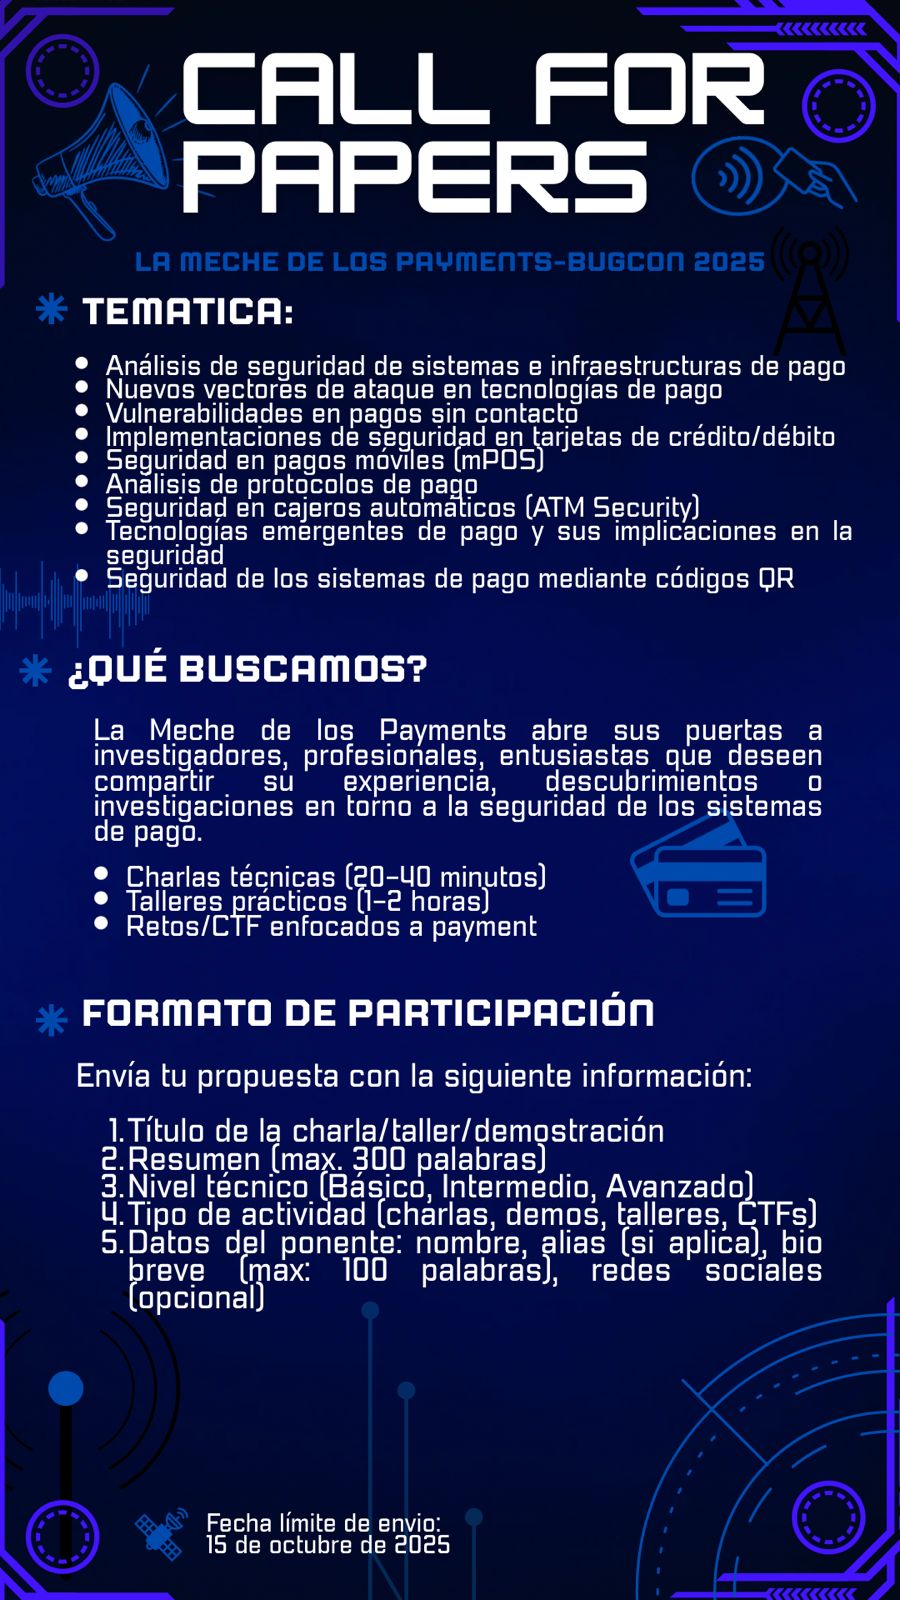 CALL FOR
PAPERS
LA MECHE DE LOS PAYMENTS-BUGCON 2025
TEMATICA:
• Análisis de seguridad de sistemas e infraestructuras de pago
• Nuevos vectores de ataque en tecnologías de pago
• Vulnerabilidades en pagos sin contacto
• Implementaciones de seguridad en tarjetas de crédito/débito
• Seguridad en pagos móviles (mPOS)
• Análisis de protocolos de pago
• Seguridad en cajeros automáticos (ATM Security)
• Tecnologías emergentes de pago y sus implicaciones en la
seguridad
• Seguridad de los sistemas de pago mediante códigos QR
¿QUÉ BUSCAMOS?
La Meche de los Payments abre sus puertas a
investigadores, profesionales, entusiastas que deseen
compartir su experiencia, descubrimientos o
investigaciones en torno a la seguridad de los sistemas
de pago.
• Charlas técnicas (20-40 minutos)
• Talleres prácticos (1-2 horas)
• Retos/CTF enfocados a payment
FORMATO DE PARTICIPACIÓN
Envía tu propuesta con la siguiente información:
1. Título de la charla/taller/demostración
2. Resumen (max. 300 palabras)
3. Nivel técnico (Básico, Intermedio, Avanzado)
4. Tipo de actividad (charlas, demos, talleres, CTFs)
5. Datos del ponente: nombre, alias (si aplica), bio
breve (max: 100 palabras), redes sociales
(opcional)
Fecha límite de envio:
15 de octubre de 2025